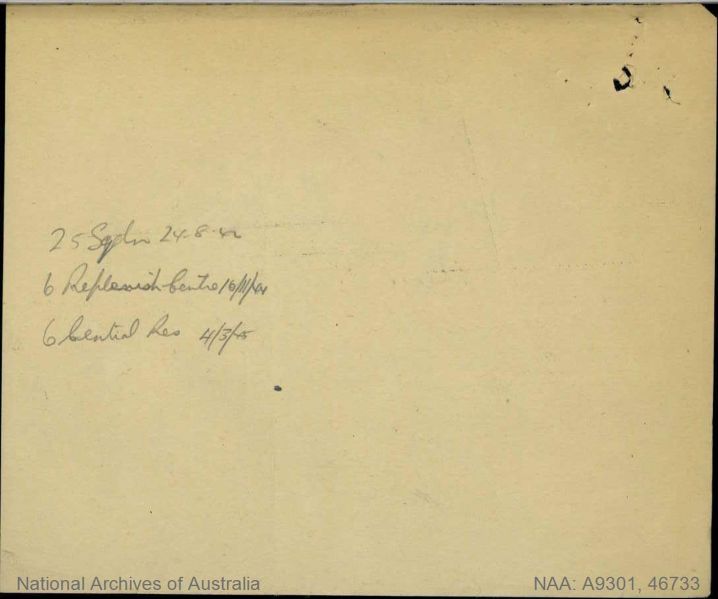 25 Sqdn 24.8.42
6 Replenish Centre 16/11/44
6 Central Res 4/3/45
National Archives of Australia
NAA: A9301, 46733